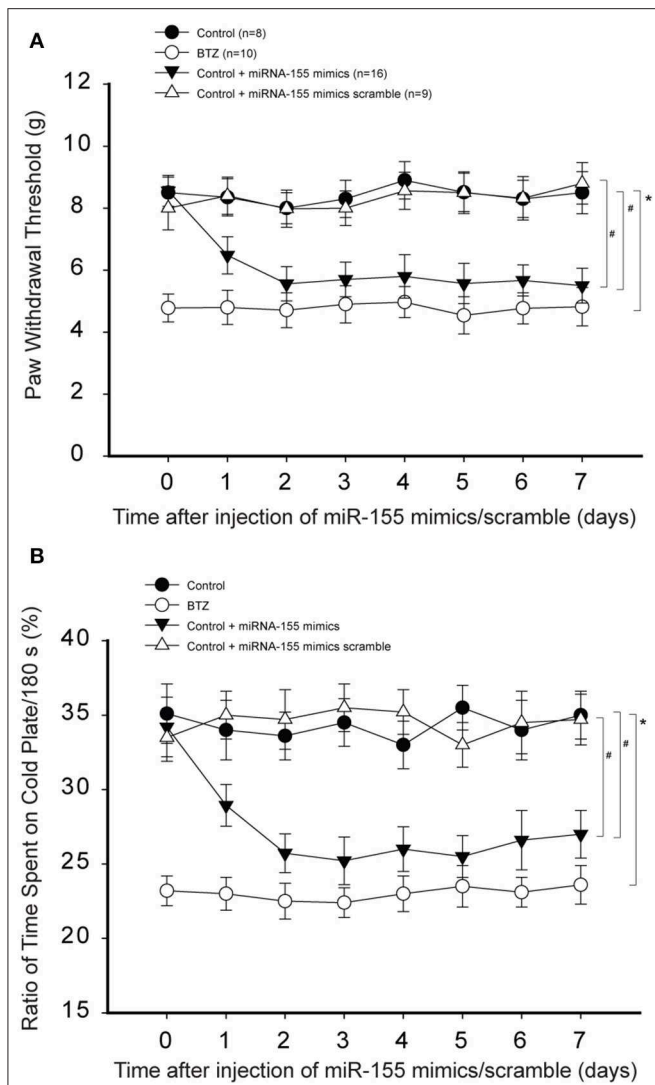 A
Control (n=8)
BTZ (n=10)
Control + miRNA-155 mimics (n=16)
Control + miRNA-155 mimics scramble (n=9)
Paw Withdrawal Threshold (g)
12
10
8
6
4
2
0
# # *
0 1 2 3 4 5 6 7
Time after injection of miR-155 mimics/scramble (days)
B
Control
BTZ
Control + miRNA-155 mimics
Control + miRNA-155 mimics scramble
Ratio of Time Spent on Cold Plate/180 s (%)
40
35
30
25
20
15
# # *
0 1 2 3 4 5 6 7
Time after injection of miR-155 mimics/scramble (days)